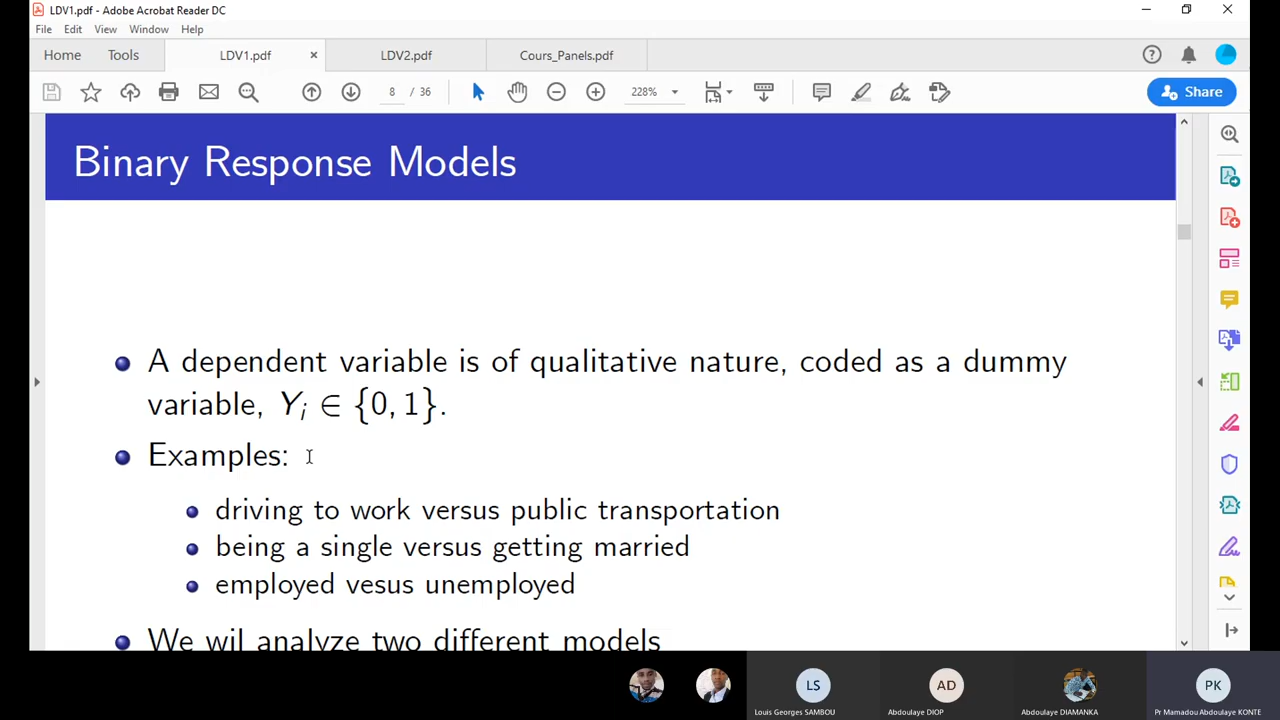 LDV1.pdf - Adobe Acrobat Reader DC
File Edit View Window Help
Home Tools LDV1.pdf × LDV2.pdf Cours_Panels.pdf
8 / 36 228% Share
Binary Response Models
A dependent variable is of qualitative nature, coded as a dummy
variable, Yi ∈ {0, 1}.
Examples:
driving to work versus public transportation
being a single versus getting married
employed vesus unemployed
We wil analyze two different models
LS AD PK
Louis Georges SAMBOU Abdoulaye DIOP Abdoulaye DIAMANKA Pr Mamadou Abdoulaye KONTE